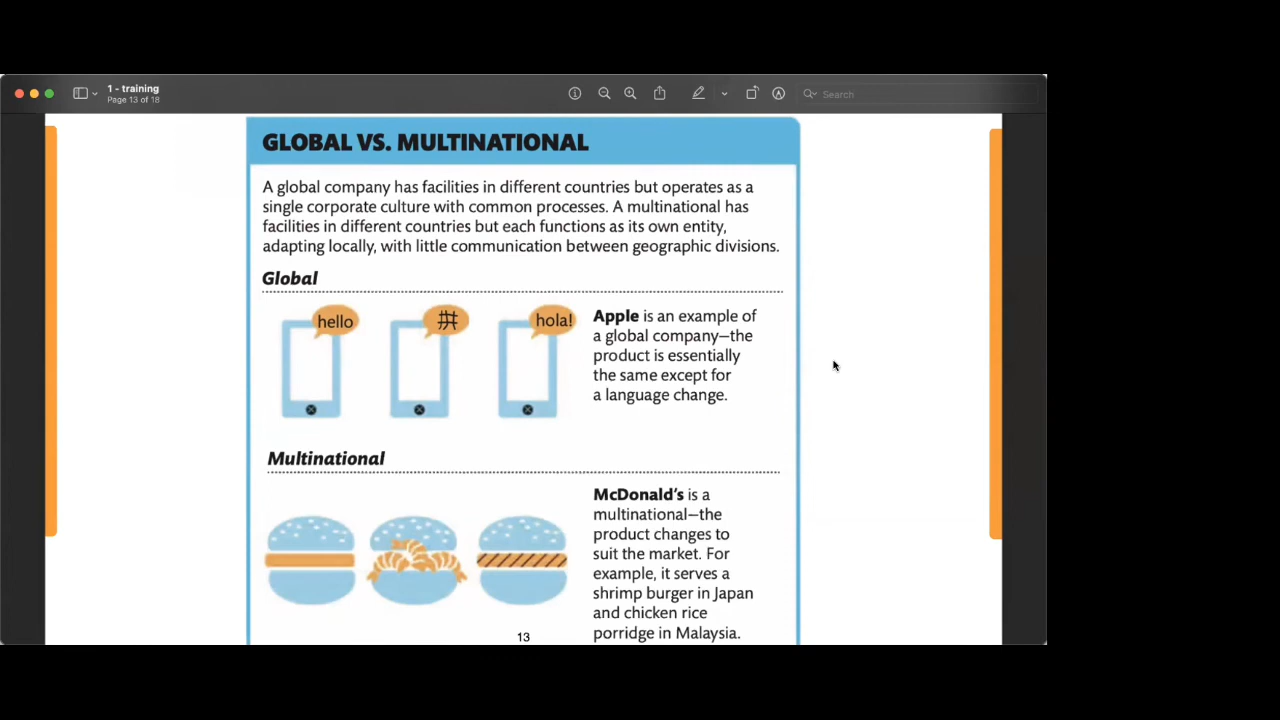 1 - training
Page 13 of 18
Search
GLOBAL VS. MULTINATIONAL
A global company has facilities in different countries but operates as a
single corporate culture with common processes. A multinational has
facilities in different countries but each functions as its own entity,
adapting locally, with little communication between geographic divisions.
Global
hello
井
hola!
Apple is an example of
a global company—the
product is essentially
the same except for
a language change.
Multinational
McDonald's is a
multinational—the
product changes to
suit the market. For
example, it serves a
shrimp burger in Japan
and chicken rice
porridge in Malaysia.
13